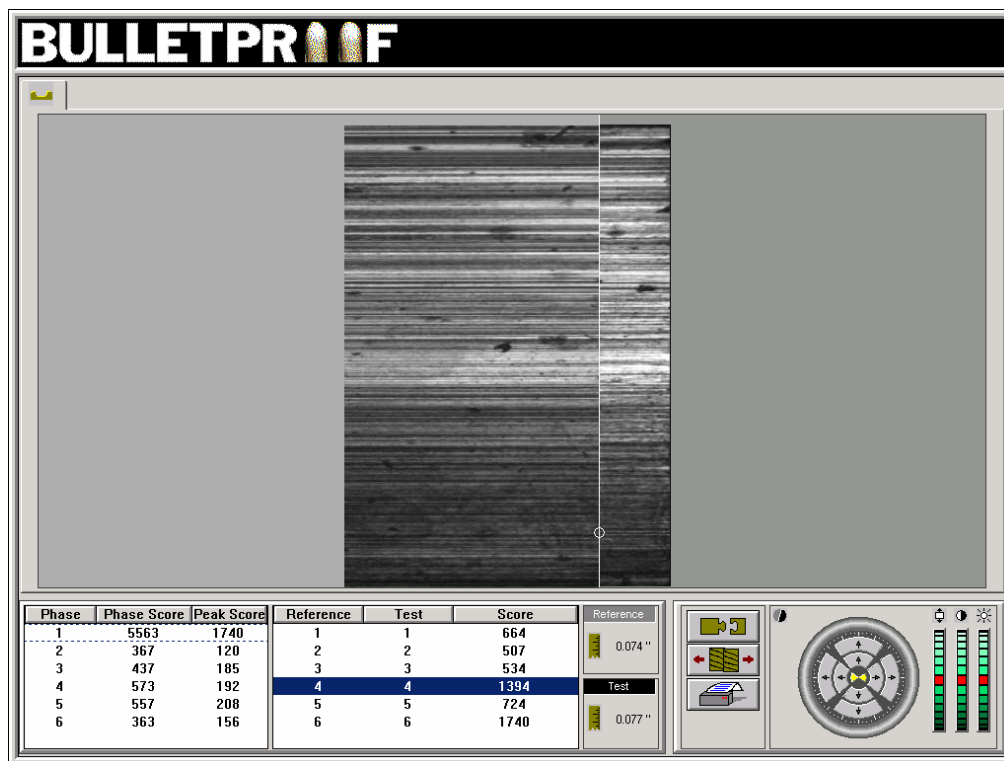 BULLETPROOF
Phase Phase Score Peak Score
1 5563 1740
2 367 120
3 437 185
4 573 192
5 557 208
6 363 156
Reference Test Score
1 1 664
2 2 507
3 3 534
4 4 1394
5 5 724
6 6 1740
Reference
0.074 "
Test
0.077 "